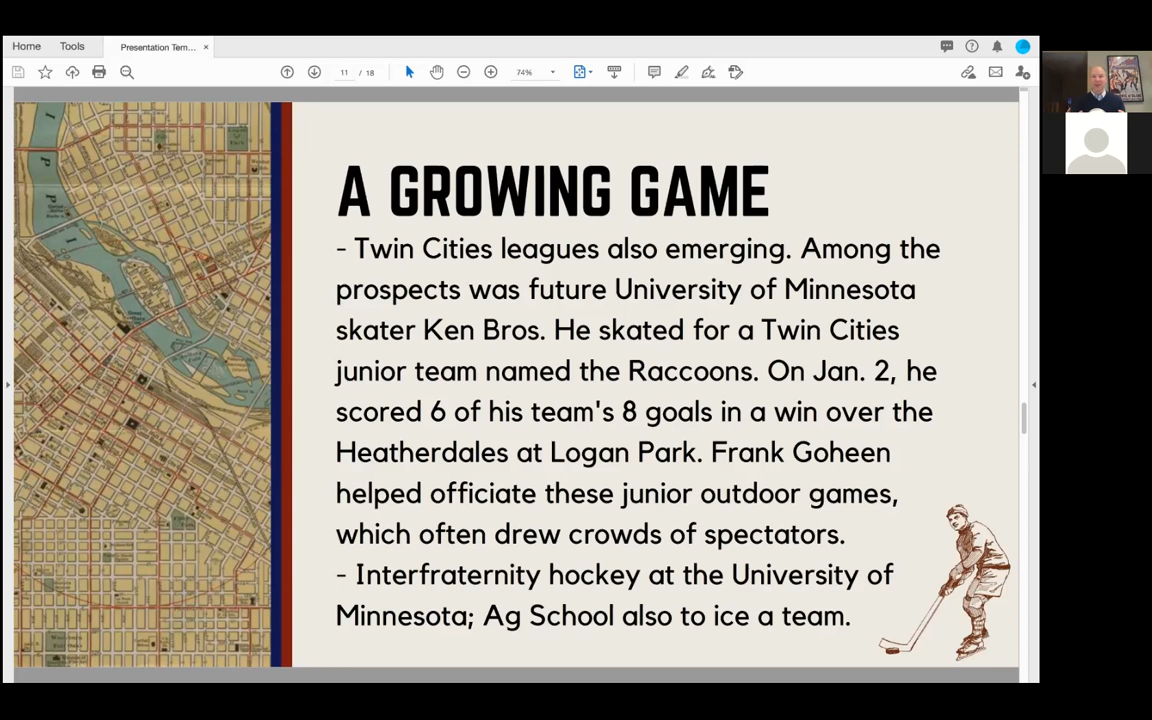 Home
Tools
Presentation Tem...
11 / 18
74%
A GROWING GAME
- Twin Cities leagues also emerging. Among the
prospects was future University of Minnesota
skater Ken Bros. He skated for a Twin Cities
junior team named the Raccoons. On Jan. 2, he
scored 6 of his team's 8 goals in a win over the
Heatherdales at Logan Park. Frank Goheen
helped officiate these junior outdoor games,
which often drew crowds of spectators.
- Interfraternity hockey at the University of
Minnesota; Ag School also to ice a team.